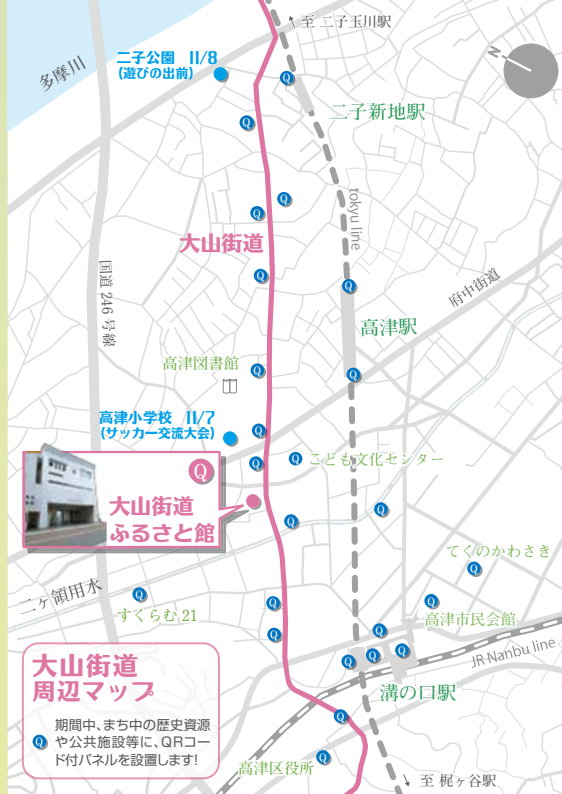 至 二子玉川駅
二子公園 11/8
(遊びの出前)
多摩川
N
Q
二子新地駅
Q
Q
Q
tokyu line
大山街道
国道 246 号線
Q
Q
府中街道
高津駅
高津図書館
Q
Q
高津小学校 11/7
(サッカー交流大会)
Q
Q
Q
こども文化センター
Q
大山街道
ふるさと館
Q
Q
てくのかわさき
Q
二ヶ領用水
Q
すくらむ 21
Q
Q
高津市民会館
Q
Q
Q
Q
Q
JR Nanbu line
溝の口駅
大山街道
周辺マップ
Q
期間中、まち中の歴史資源
や公共施設等に、QRコー
ド付パネルを設置します!
Q
Q
高津区役所
至 梶ヶ谷駅